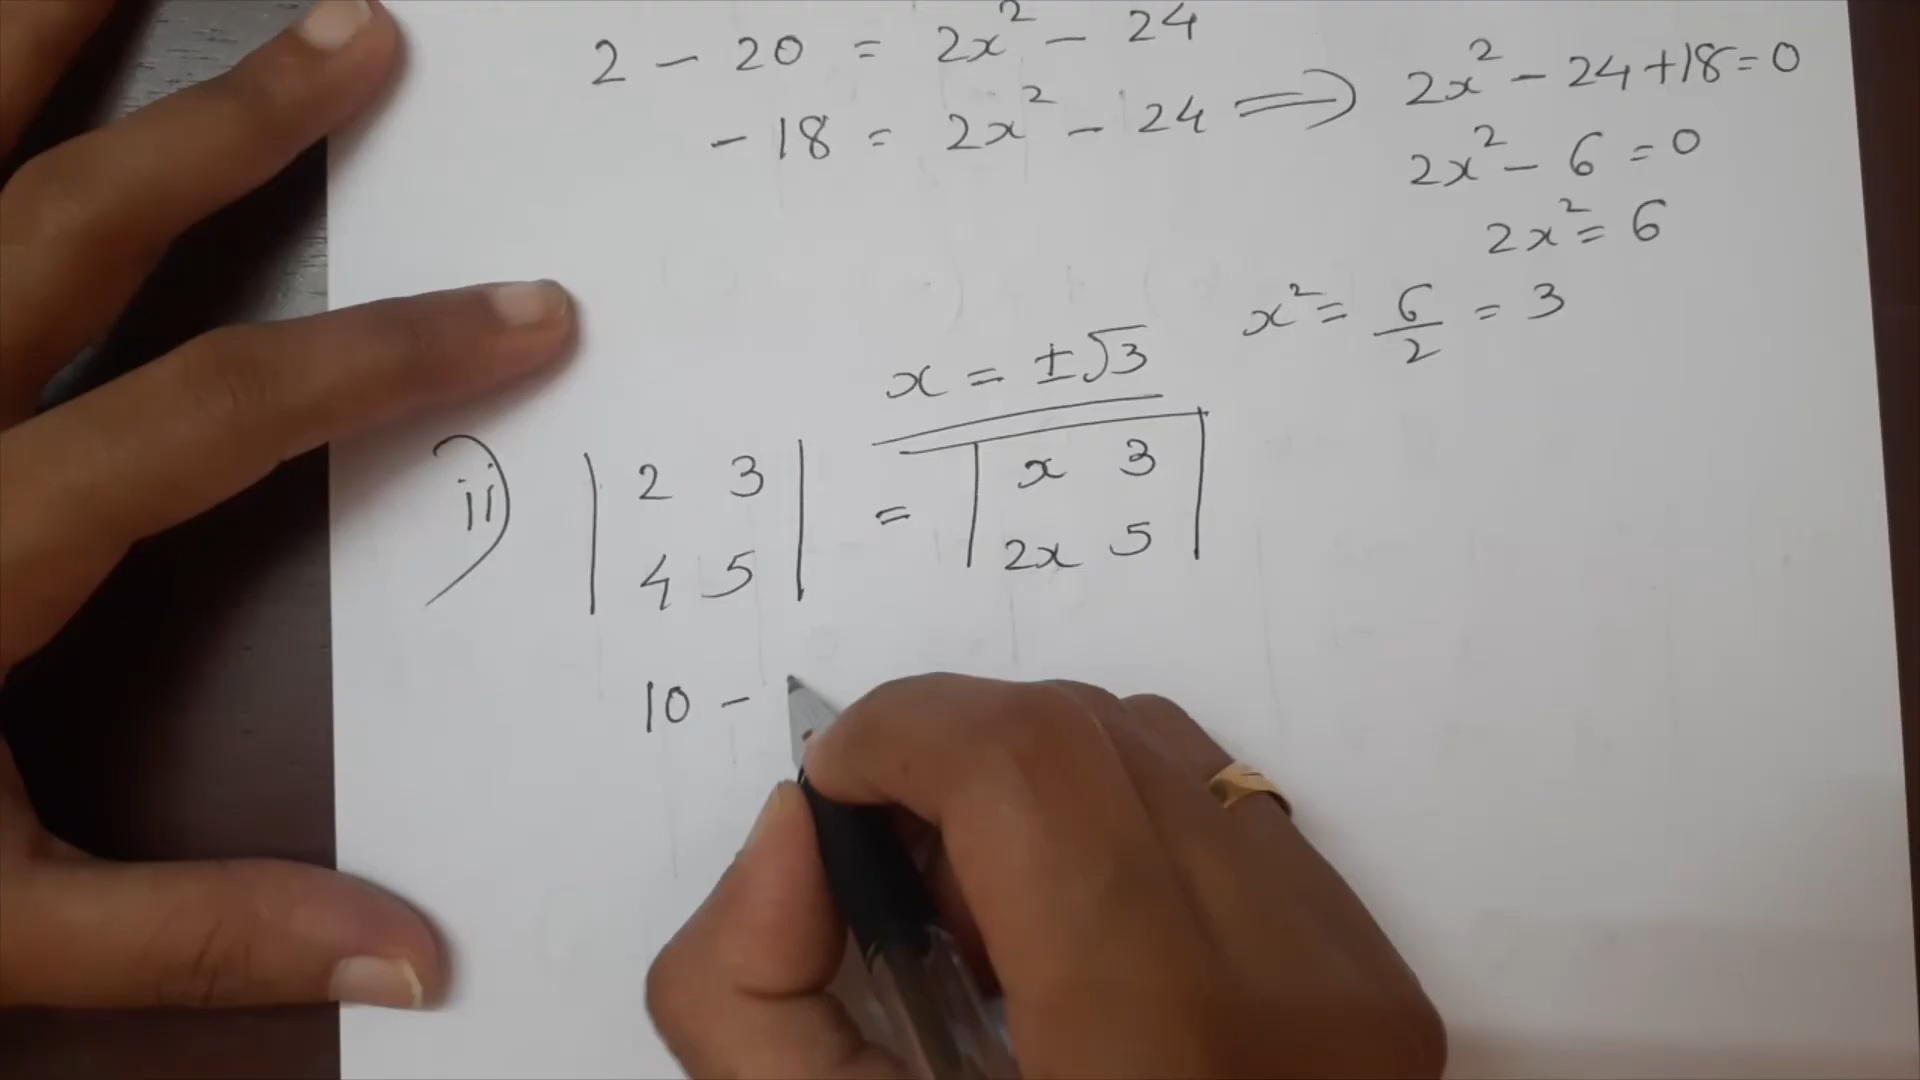 2 - 20 = 2x² - 24
- 18 = 2x² - 24 ⟹ 2x² - 24 + 18 = 0
2x² - 6 = 0
2x² = 6
x² = 6/2 = 3
x = ±√3
ii) | 2 3 | = | x 3 |
| 4 5 | | 2x 5 |
10 -